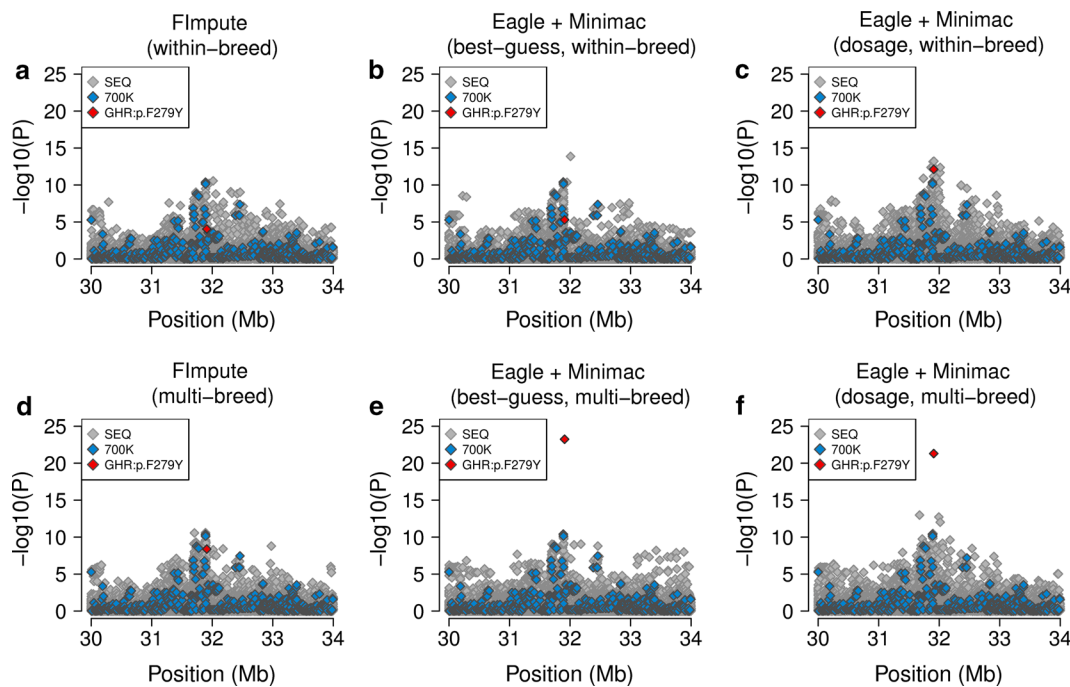 FImpute
(within−breed)
a
25
20
15
10
5
0
−log10(P)
SEQ
700K
GHR:p.F279Y
30 31 32 33 34
Position (Mb)
Eagle + Minimac
(best−guess, within−breed)
b
25
20
15
10
5
0
−log10(P)
SEQ
700K
GHR:p.F279Y
30 31 32 33 34
Position (Mb)
Eagle + Minimac
(dosage, within−breed)
c
25
20
15
10
5
0
−log10(P)
SEQ
700K
GHR:p.F279Y
30 31 32 33 34
Position (Mb)
FImpute
(multi−breed)
d
25
20
15
10
5
0
−log10(P)
SEQ
700K
GHR:p.F279Y
30 31 32 33 34
Position (Mb)
Eagle + Minimac
(best−guess, multi−breed)
e
25
20
15
10
5
0
−log10(P)
SEQ
700K
GHR:p.F279Y
30 31 32 33 34
Position (Mb)
Eagle + Minimac
(dosage, multi−breed)
f
25
20
15
10
5
0
−log10(P)
SEQ
700K
GHR:p.F279Y
30 31 32 33 34
Position (Mb)